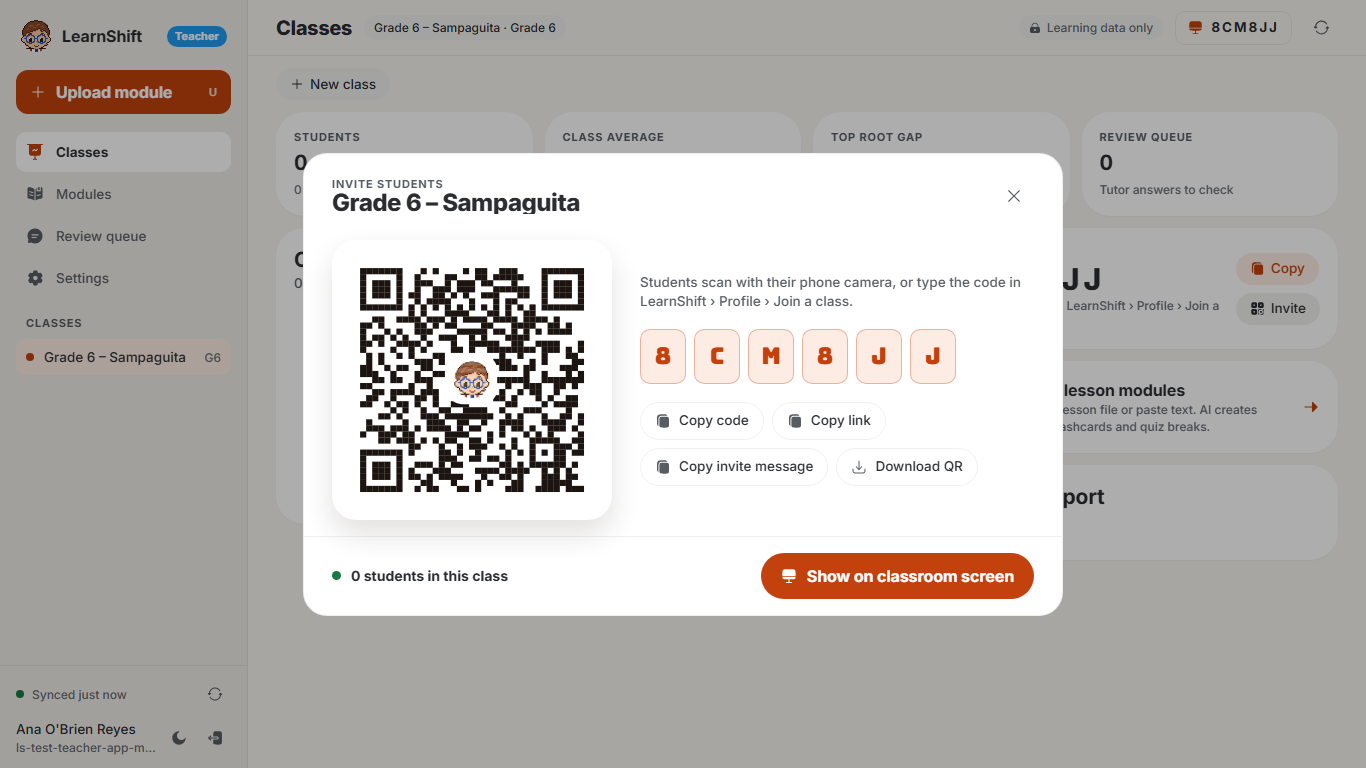 LearnShift
Teacher
Upload module
U
Classes
Modules
Review queue
Settings
CLASSES
Grade 6 – Sampaguita
G6
Synced just now
Ana O'Brien Reyes
ls-test-teacher-app-m...
Classes
Grade 6 – Sampaguita · Grade 6
Learning data only
8CM8JJ
New class
STUDENTS
0
0
CLASS AVERAGE
TOP ROOT GAP
REVIEW QUEUE
0
Tutor answers to check
0
JJ
LearnShift › Profile › Join a
Copy
Invite
lesson modules
lesson file or paste text. AI creates
ashcards and quiz breaks.
port
INVITE STUDENTS
Grade 6 – Sampaguita
Students scan with their phone camera, or type the code in
LearnShift › Profile › Join a class.
8 C M 8 J J
Copy code
Copy link
Copy invite message
Download QR
0 students in this class
Show on classroom screen